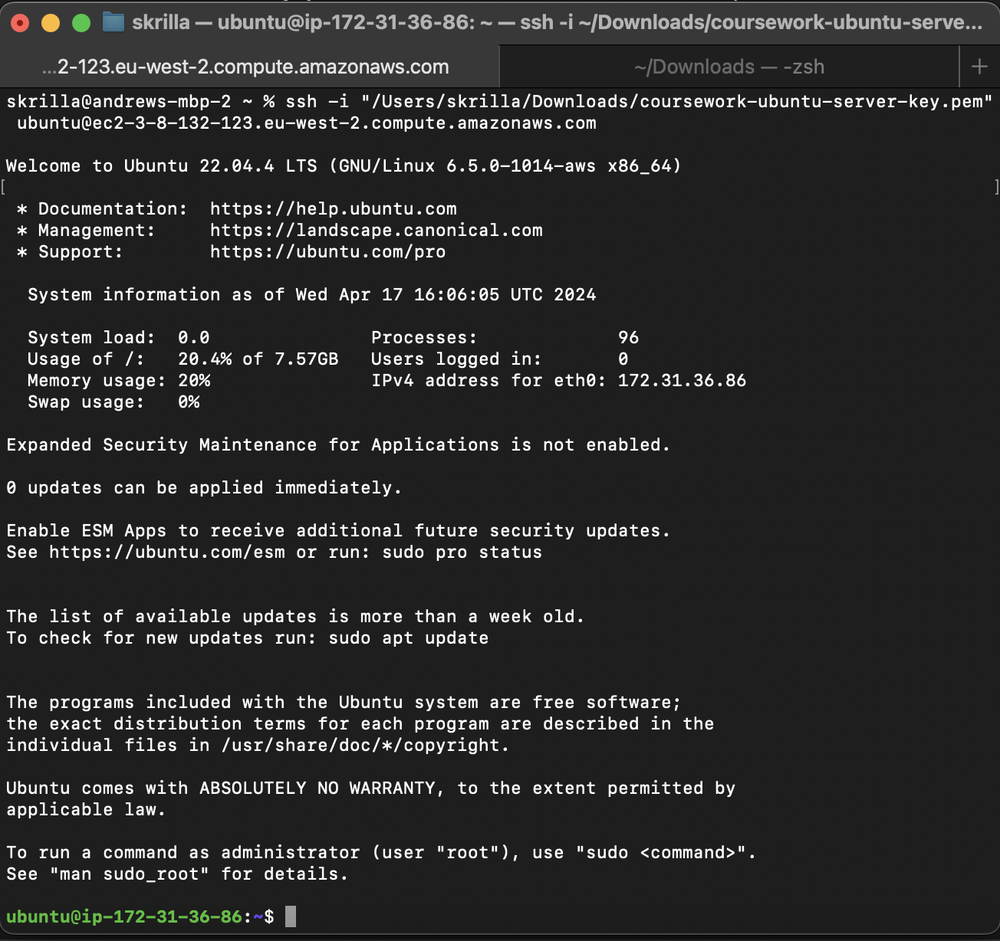 skrilla — ubuntu@ip-172-31-36-86: ~ — ssh -i ~/Downloads/coursework-ubuntu-serve...
...2-123.eu-west-2.compute.amazonaws.com
~/Downloads — -zsh
+
skrilla@andrews-mbp-2 ~ % ssh -i "/Users/skrilla/Downloads/coursework-ubuntu-server-key.pem"
ubuntu@ec2-3-8-132-123.eu-west-2.compute.amazonaws.com
Welcome to Ubuntu 22.04.4 LTS (GNU/Linux 6.5.0-1014-aws x86_64)
[ ]
* Documentation:  https://help.ubuntu.com
* Management:     https://landscape.canonical.com
* Support:        https://ubuntu.com/pro
System information as of Wed Apr 17 16:06:05 UTC 2024
System load:  0.0               Processes:             96
Usage of /:   20.4% of 7.57GB   Users logged in:       0
Memory usage: 20%               IPv4 address for eth0: 172.31.36.86
Swap usage:   0%
Expanded Security Maintenance for Applications is not enabled.
0 updates can be applied immediately.
Enable ESM Apps to receive additional future security updates.
See https://ubuntu.com/esm or run: sudo pro status
The list of available updates is more than a week old.
To check for new updates run: sudo apt update
The programs included with the Ubuntu system are free software;
the exact distribution terms for each program are described in the
individual files in /usr/share/doc/*/copyright.
Ubuntu comes with ABSOLUTELY NO WARRANTY, to the extent permitted by
applicable law.
To run a command as administrator (user "root"), use "sudo <command>".
See "man sudo_root" for details.
ubuntu@ip-172-31-36-86:~$